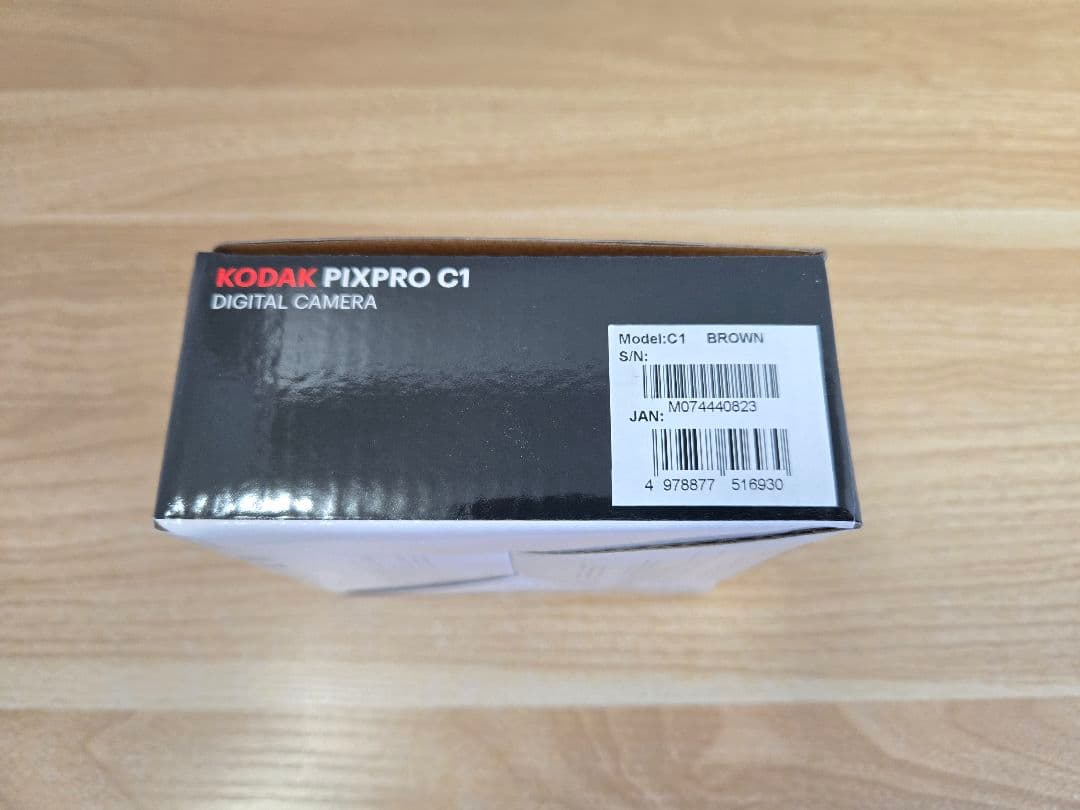 KODAK PIXPRO C1
DIGITAL CAMERA
Model:C1 BROWN
S/N:
M074440823
JAN:
4 978877 516930